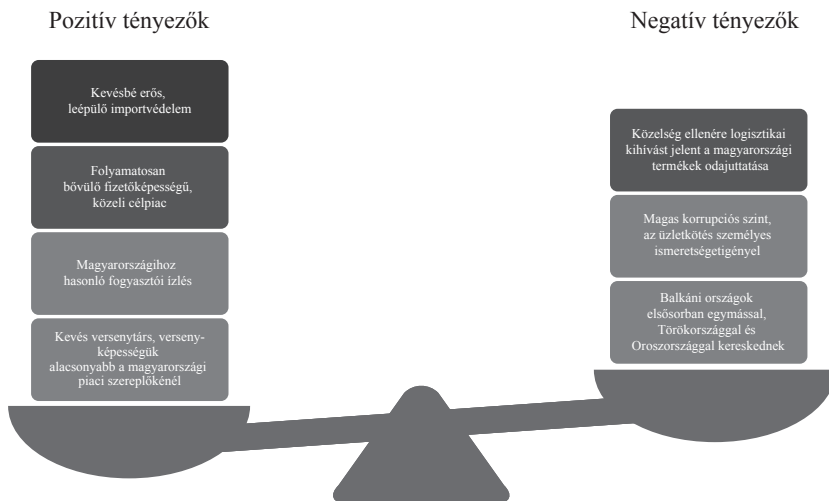 Pozitív tényezők
Kevésbé erős,
leépülő importvédelem
Folyamatosan
bővülő fizetőképességű,
közeli célpiac
Magyarországihoz
hasonló fogyasztói ízlés
Kevés versenytárs, verseny-
képességük
alacsonyabb a magyarországi
piaci szereplőkénél
Negatív tényezők
Közelség ellenére logisztikai
kihívást jelent a magyarországi
termékek odajuttatása
Magas korrupciós szint,
az üzletkötés személyes
ismeretségetigényel
Balkáni országok
elsősorban egymással,
Törökországgal és
Oroszországgal kereskednek